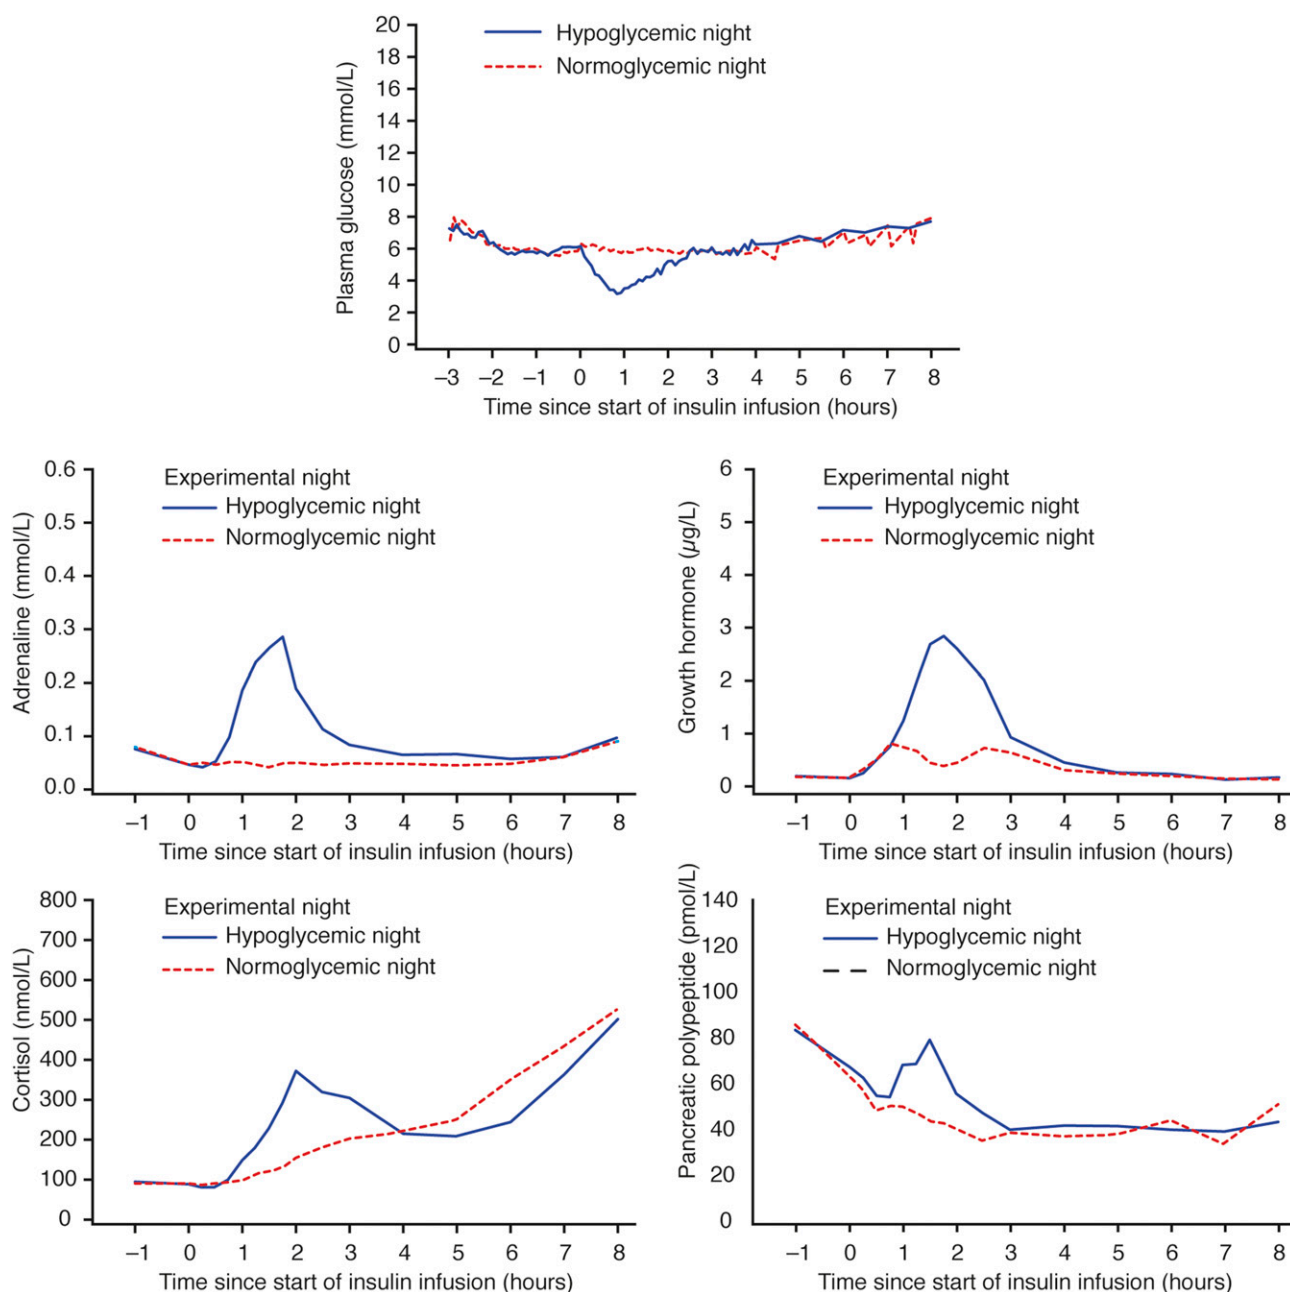 Plasma glucose (mmol/L)
20
18
16
14
12
10
8
6
4
2
0
Hypoglycemic night
Normoglycemic night
–3 –2 –1 0 1 2 3 4 5 6 7 8
Time since start of insulin infusion (hours)
Adrenaline (mmol/L)
0.6
0.5
0.4
0.3
0.2
0.1
0.0
Experimental night
Hypoglycemic night
Normoglycemic night
–1 0 1 2 3 4 5 6 7 8
Time since start of insulin infusion (hours)
Growth hormone (µg/L)
6
5
4
3
2
1
0
Experimental night
Hypoglycemic night
Normoglycemic night
–1 0 1 2 3 4 5 6 7 8
Time since start of insulin infusion (hours)
Cortisol (nmol/L)
800
700
600
500
400
300
200
100
0
Experimental night
Hypoglycemic night
Normoglycemic night
–1 0 1 2 3 4 5 6 7 8
Time since start of insulin infusion (hours)
Pancreatic polypeptide (pmol/L)
140
120
100
80
60
40
20
0
Experimental night
Hypoglycemic night
Normoglycemic night
–1 0 1 2 3 4 5 6 7 8
Time since start of insulin infusion (hours)